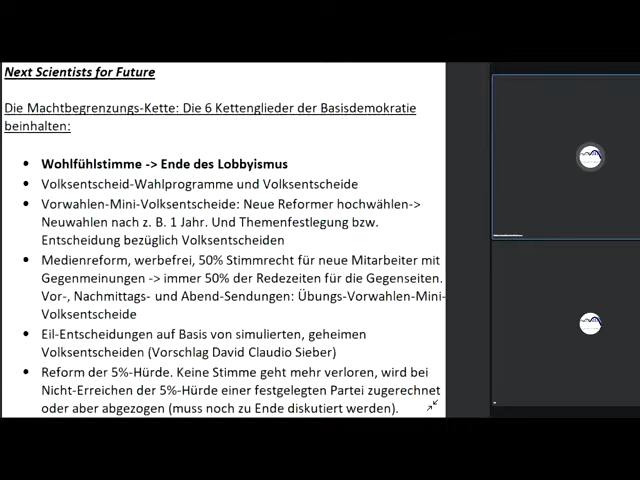 Next Scientists for Future
Die Machtbegrenzungs-Kette: Die 6 Kettenglieder der Basisdemokratie
beinhalten:
• Wohlfühlstimme -> Ende des Lobbyismus
• Volksentscheid-Wahlprogramme und Volksentscheide
• Vorwahlen-Mini-Volksentscheide: Neue Reformer hochwählen->
Neuwahlen nach z. B. 1 Jahr. Und Themenfestlegung bzw.
Entscheidung bezüglich Volksentscheiden
• Medienreform, werbefrei, 50% Stimmrecht für neue Mitarbeiter mit
Gegenmeinungen -> immer 50% der Redezeiten für die Gegenseiten.
Vor-, Nachmittags- und Abend-Sendungen: Übungs-Vorwahlen-Mini-
Volksentscheide
• Eil-Entscheidungen auf Basis von simulierten, geheimen
Volksentscheiden (Vorschlag David Claudio Sieber)
• Reform der 5%-Hürde. Keine Stimme geht mehr verloren, wird bei
Nicht-Erreichen der 5%-Hürde einer festgelegten Partei zugerechnet
oder aber abgezogen (muss noch zu Ende diskutiert werden).